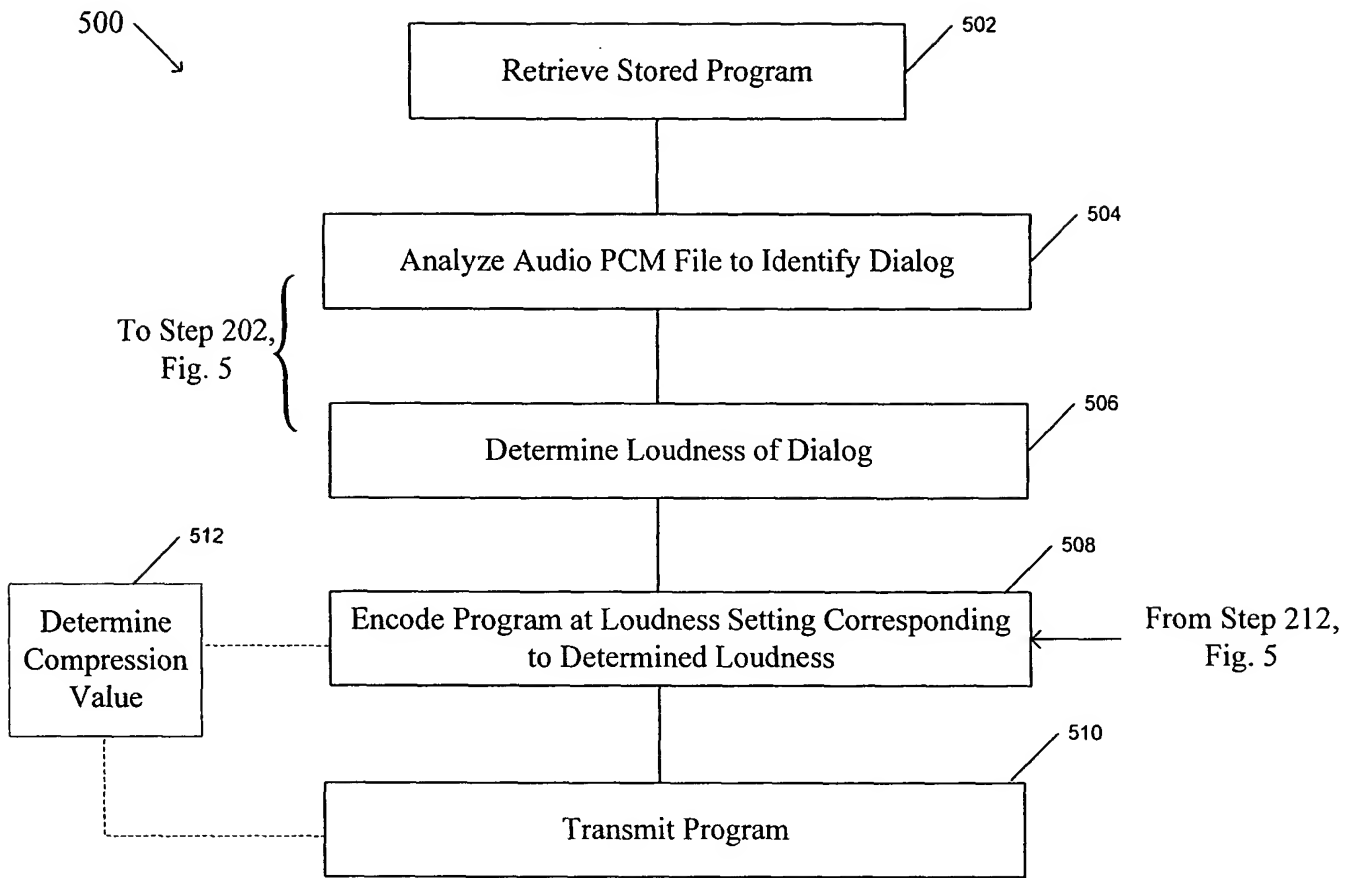 500
502
Retrieve Stored Program
504
Analyze Audio PCM File to Identify Dialog
To Step 202,
Fig. 5
506
Determine Loudness of Dialog
512
508
Determine
Compression
Value
Encode Program at Loudness Setting Corresponding
to Determined Loudness
From Step 212,
Fig. 5
510
Transmit Program